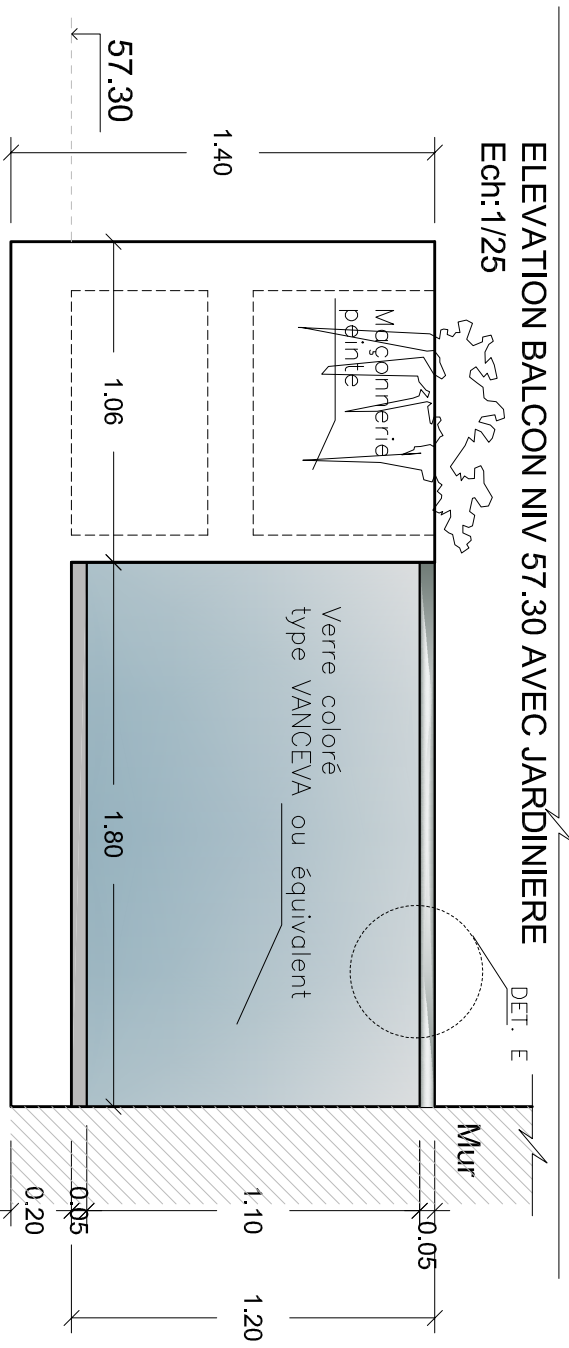 ELEVATION BALCON NIV 57.30 AVEC JARDINIERE
Ech:1/25
DET. E
Mur
57.30
1.40
Maçonnerie
peinte
1.06
Verre coloré
type VANCEVA ou équivalent
1.80
0.05
1.10
0.05
0.20
1.20